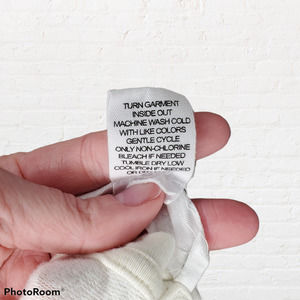 TURN GARMENT
INSIDE OUT
MACHINE WASH COLD
WITH LIKE COLORS
GENTLE CYCLE
ONLY NON-CHLORINE
BLEACH IF NEEDED
TUMBLE DRY LOW
COOL IRON IF NEEDED
OR
PhotoRoom